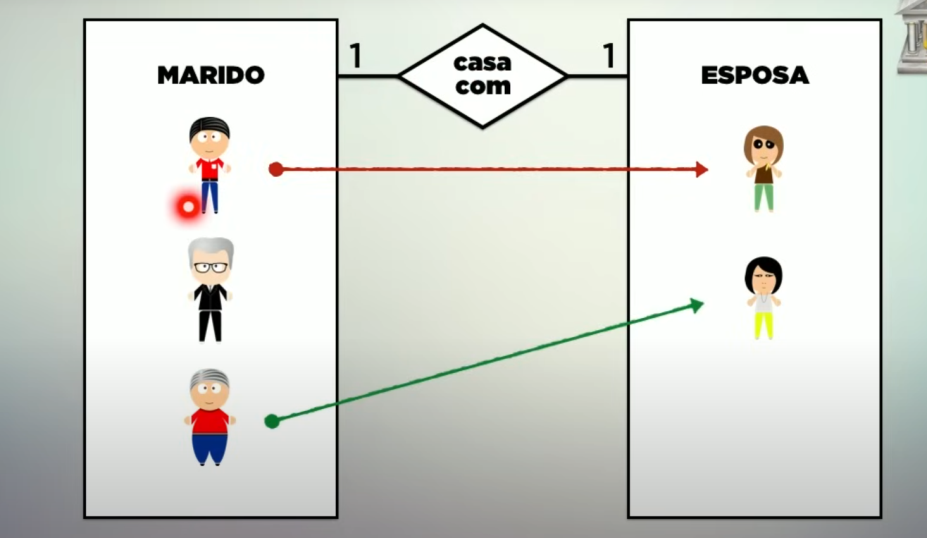 MARIDO
1
casa
com
1
ESPOSA